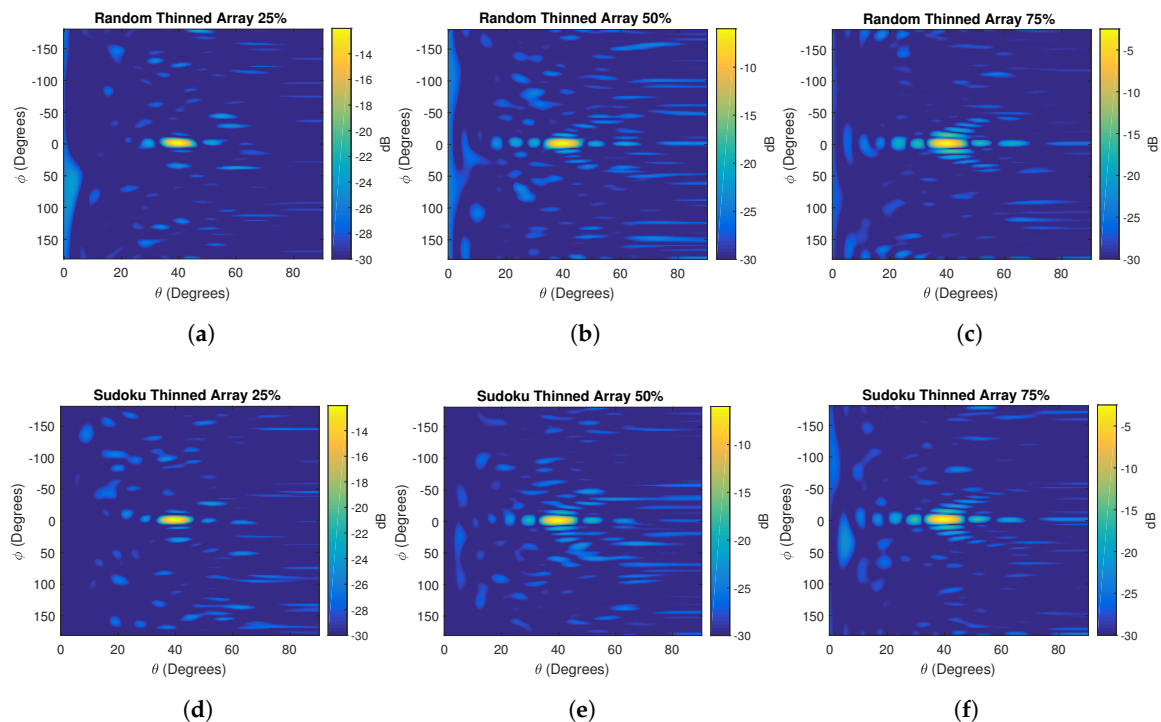 Random Thinned Array 25%
-150
-100
-50
0
50
100
150
0 20 40 60 80
ϕ (Degrees)
θ (Degrees)
-14
-16
-18
-20
-22
-24
-26
-28
-30
dB
(a)
Random Thinned Array 50%
-150
-100
-50
0
50
100
150
0 20 40 60 80
ϕ (Degrees)
θ (Degrees)
-10
-15
-20
-25
-30
dB
(b)
Random Thinned Array 75%
-150
-100
-50
0
50
100
150
0 20 40 60 80
ϕ (Degrees)
θ (Degrees)
-5
-10
-15
-20
-25
-30
dB
(c)
Sudoku Thinned Array 25%
-150
-100
-50
0
50
100
150
0 20 40 60 80
ϕ (Degrees)
θ (Degrees)
-14
-16
-18
-20
-22
-24
-26
-28
-30
dB
(d)
Sudoku Thinned Array 50%
-150
-100
-50
0
50
100
150
0 20 40 60 80
ϕ (Degrees)
θ (Degrees)
-10
-15
-20
-25
-30
dB
(e)
Sudoku Thinned Array 75%
-150
-100
-50
0
50
100
150
0 20 40 60 80
ϕ (Degrees)
θ (Degrees)
-5
-10
-15
-20
-25
-30
dB
(f)